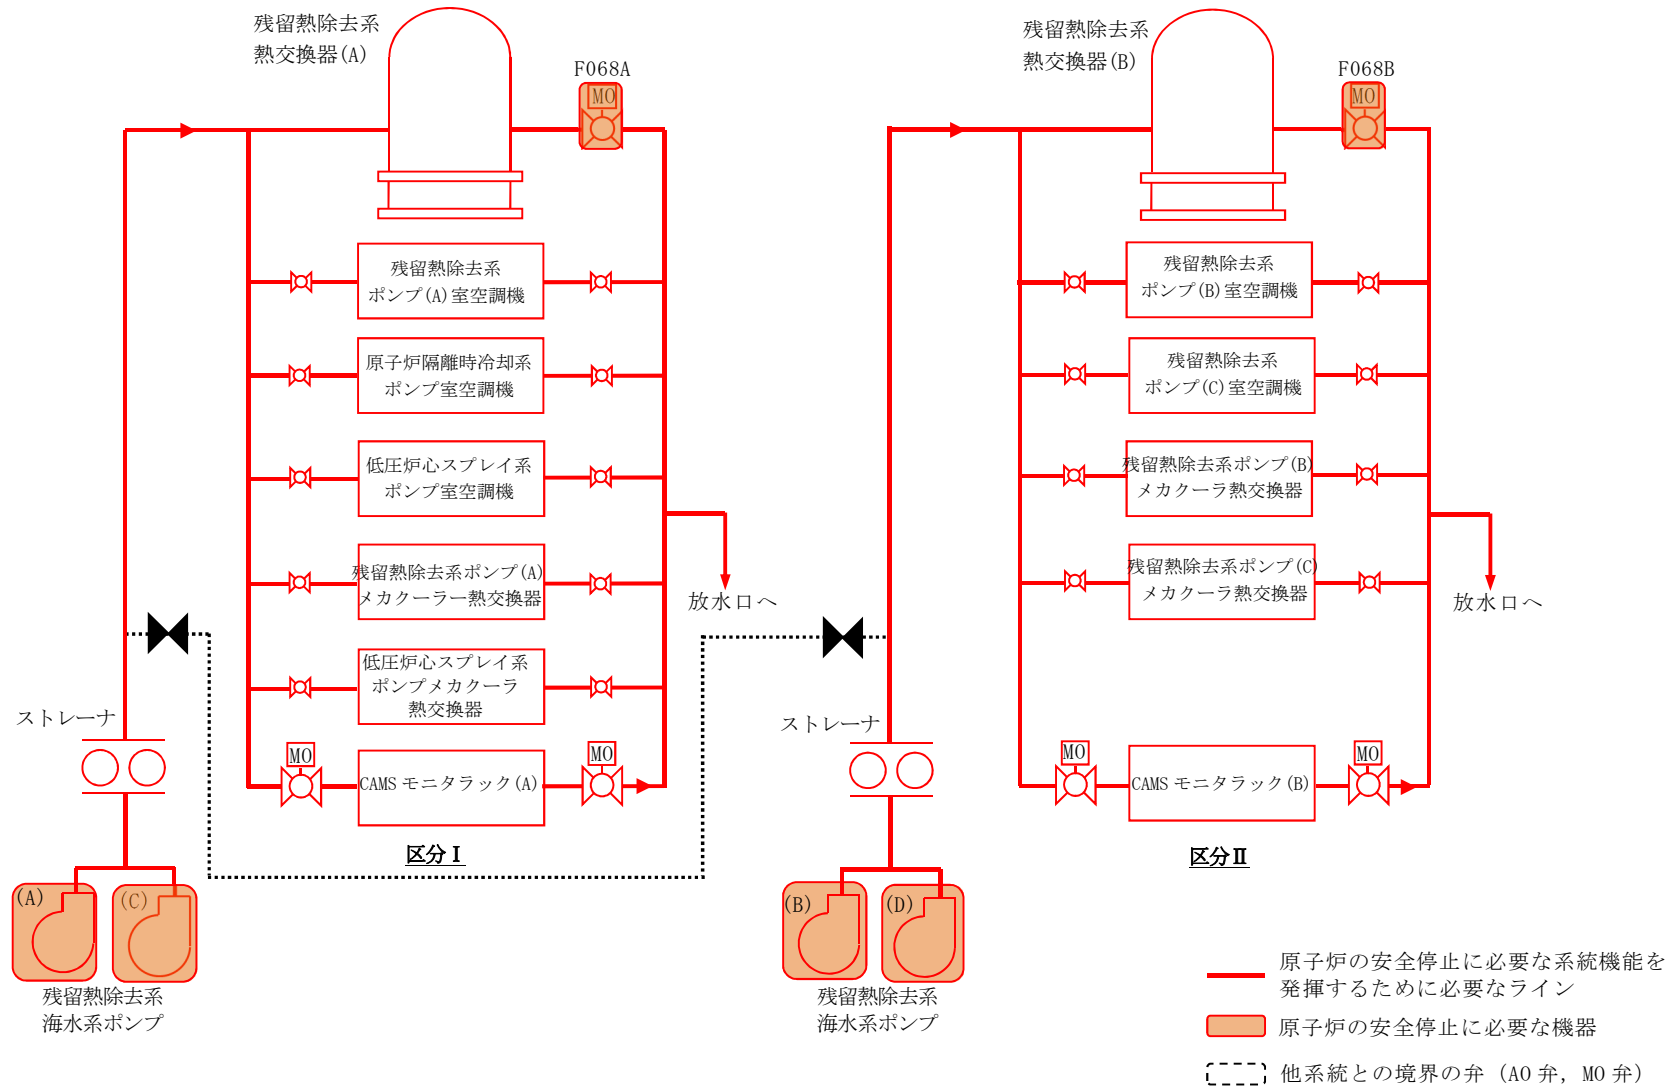 残留熱除去系
熱交換器(A)
F068A
MO
残留熱除去系
ポンプ(A)室空調機
原子炉隔離時冷却系
ポンプ室空調機
低圧炉心スプレイ系
ポンプ室空調機
残留熱除去系ポンプ(A)
メカクーラー熱交換器
低圧炉心スプレイ系
ポンプメカクーラ
熱交換器
MO
CAMSモニタラック(A)
MO
放水口へ
ストレーナ
区分Ⅰ
(A)
(C)
残留熱除去系
海水系ポンプ
残留熱除去系
熱交換器(B)
F068B
MO
残留熱除去系
ポンプ(B)室空調機
残留熱除去系
ポンプ(C)室空調機
残留熱除去系ポンプ(B)
メカクーラ熱交換器
残留熱除去系ポンプ(C)
メカクーラ熱交換器
MO
CAMSモニタラック(B)
MO
放水口へ
ストレーナ
区分Ⅱ
(B)
(D)
残留熱除去系
海水系ポンプ
原子炉の安全停止に必要な系統機能を
発揮するために必要なライン
原子炉の安全停止に必要な機器
他系統との境界の弁（AO弁，MO弁）